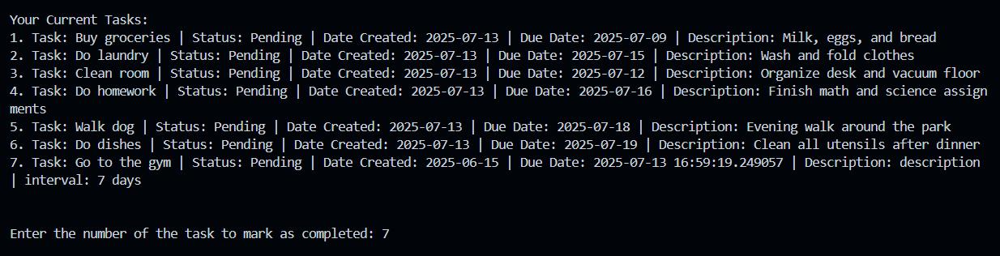 Your Current Tasks:
1. Task: Buy groceries | Status: Pending | Date Created: 2025-07-13 | Due Date: 2025-07-09 | Description: Milk, eggs, and bread
2. Task: Do laundry | Status: Pending | Date Created: 2025-07-13 | Due Date: 2025-07-15 | Description: Wash and fold clothes
3. Task: Clean room | Status: Pending | Date Created: 2025-07-13 | Due Date: 2025-07-12 | Description: Organize desk and vacuum floor
4. Task: Do homework | Status: Pending | Date Created: 2025-07-13 | Due Date: 2025-07-16 | Description: Finish math and science assign
ments
5. Task: Walk dog | Status: Pending | Date Created: 2025-07-13 | Due Date: 2025-07-18 | Description: Evening walk around the park
6. Task: Do dishes | Status: Pending | Date Created: 2025-07-13 | Due Date: 2025-07-19 | Description: Clean all utensils after dinner
7. Task: Go to the gym | Status: Pending | Date Created: 2025-06-15 | Due Date: 2025-07-13 16:59:19.249057 | Description: description
| interval: 7 days
Enter the number of the task to mark as completed: 7